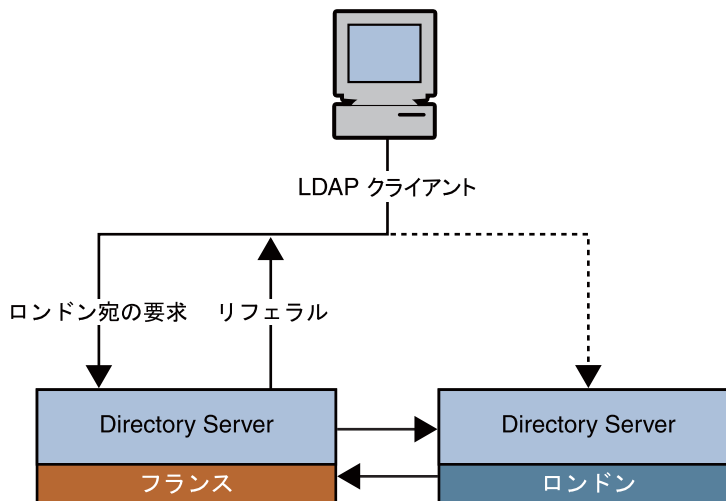 LDAP クライアント
ロンドン宛の要求
リフェラル
Directory Server
フランス
Directory Server
ロンドン